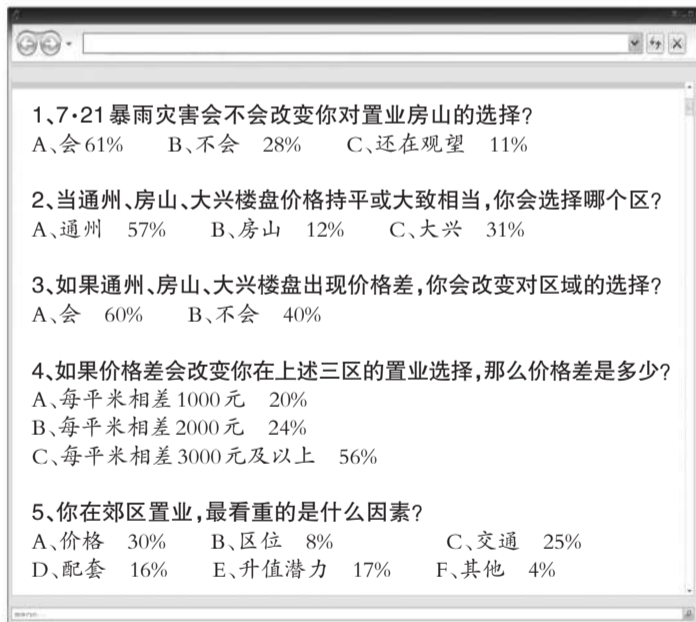 1、7·21暴雨灾害会不会改变你对置业房山的选择?
A、会61% B、不会 28% C、还在观望 11%
2、当通州、房山、大兴楼盘价格持平或大致相当,你会选择哪个区?
A、通州 57% B、房山 12% C、大兴 31%
3、如果通州、房山、大兴楼盘出现价格差,你会改变对区域的选择?
A、会 60% B、不会 40%
4、如果价格差会改变你在上述三区的置业选择,那么价格差是多少?
A、每平米相差1000元 20%
B、每平米相差2000元 24%
C、每平米相差3000元及以上 56%
5、你在郊区置业,最看重的是什么因素?
A、价格 30% B、区位 8% C、交通 25%
D、配套 16% E、升值潜力 17% F、其他 4%